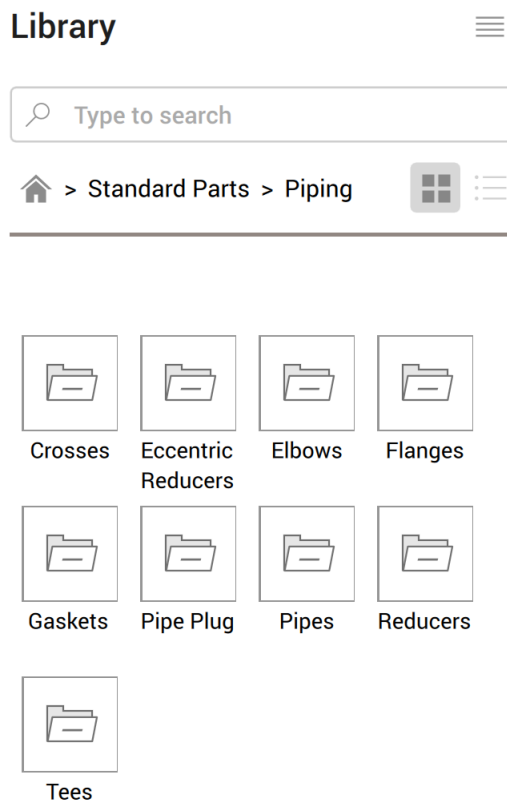 Library
Type to search
> Standard Parts > Piping
Crosses
Eccentric
Reducers
Elbows
Flanges
Gaskets
Pipe Plug
Pipes
Reducers
Tees